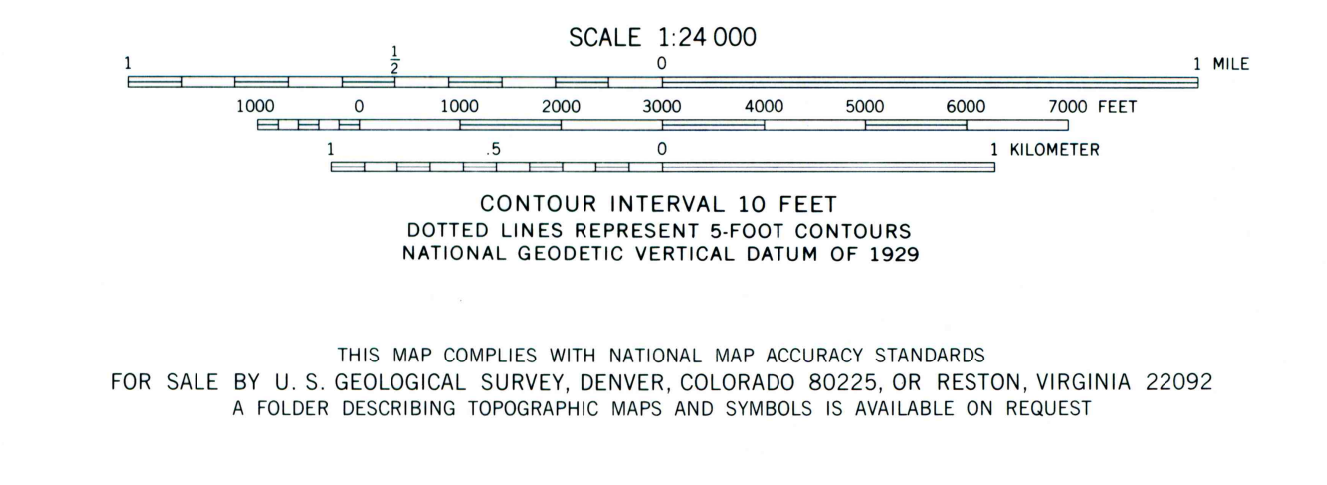 SCALE 1:24 000
1 1/2 0 1 MILE
1000 0 1000 2000 3000 4000 5000 6000 7000 FEET
1 .5 0 1 KILOMETER
CONTOUR INTERVAL 10 FEET
DOTTED LINES REPRESENT 5-FOOT CONTOURS
NATIONAL GEODETIC VERTICAL DATUM OF 1929
THIS MAP COMPLIES WITH NATIONAL MAP ACCURACY STANDARDS
FOR SALE BY U. S. GEOLOGICAL SURVEY, DENVER, COLORADO 80225, OR RESTON, VIRGINIA 22092
A FOLDER DESCRIBING TOPOGRAPHIC MAPS AND SYMBOLS IS AVAILABLE ON REQUEST